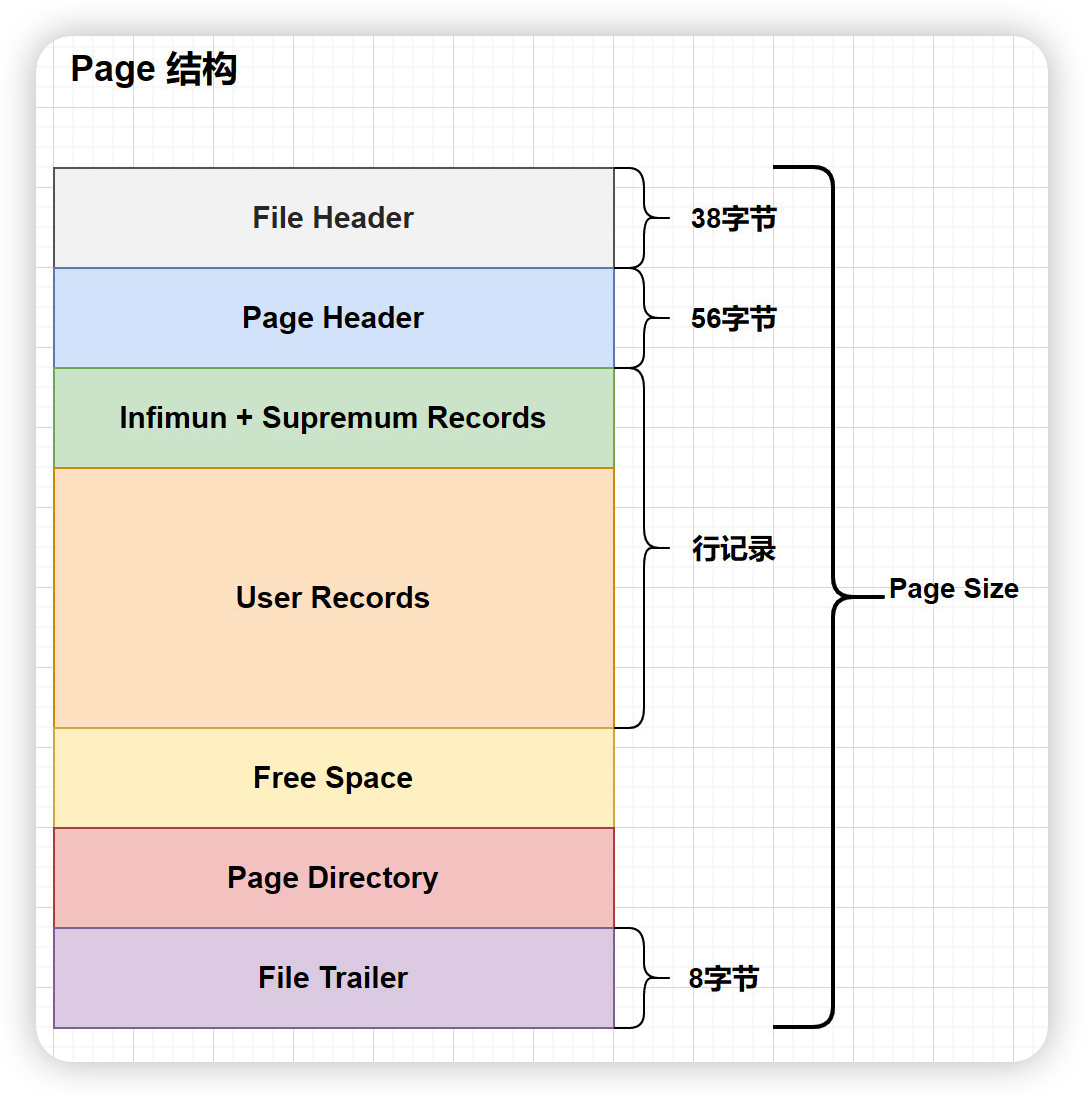 Page 结构
File Header
38字节
Page Header
56字节
Infimun + Supremum Records
User Records
行记录
Page Size
Free Space
Page Directory
File Trailer
8字节